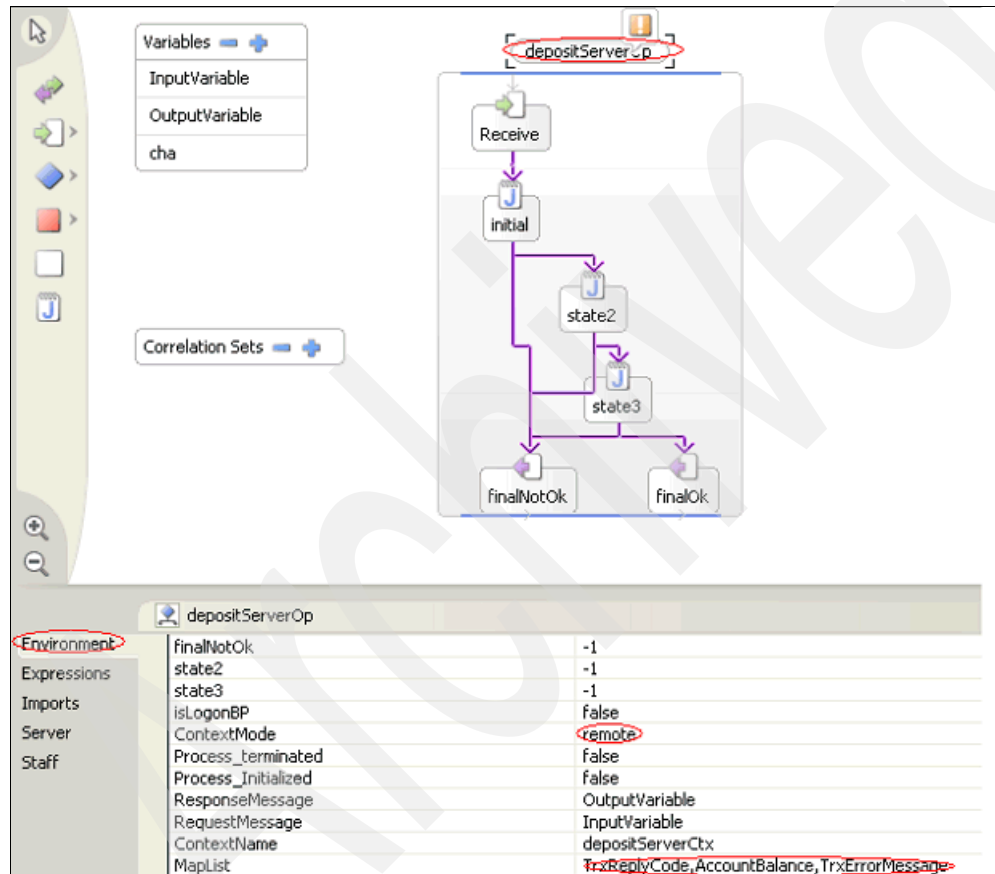 Variables
InputVariable
OutputVariable
cha
Correlation Sets
depositServerOp
Receive
initial
state2
state3
finalNotOk
finalOk
depositServerOp
Environment
Expressions
Imports
Server
Staff
finalNotOk -1
state2 -1
state3 -1
isLogonBP false
ContextMode remote
Process_terminated false
Process_Initialized false
ResponseMessage OutputVariable
RequestMessage InputVariable
ContextName depositServerCtx
MapList TrxReplyCode,AccountBalance,TrxErrorMessage